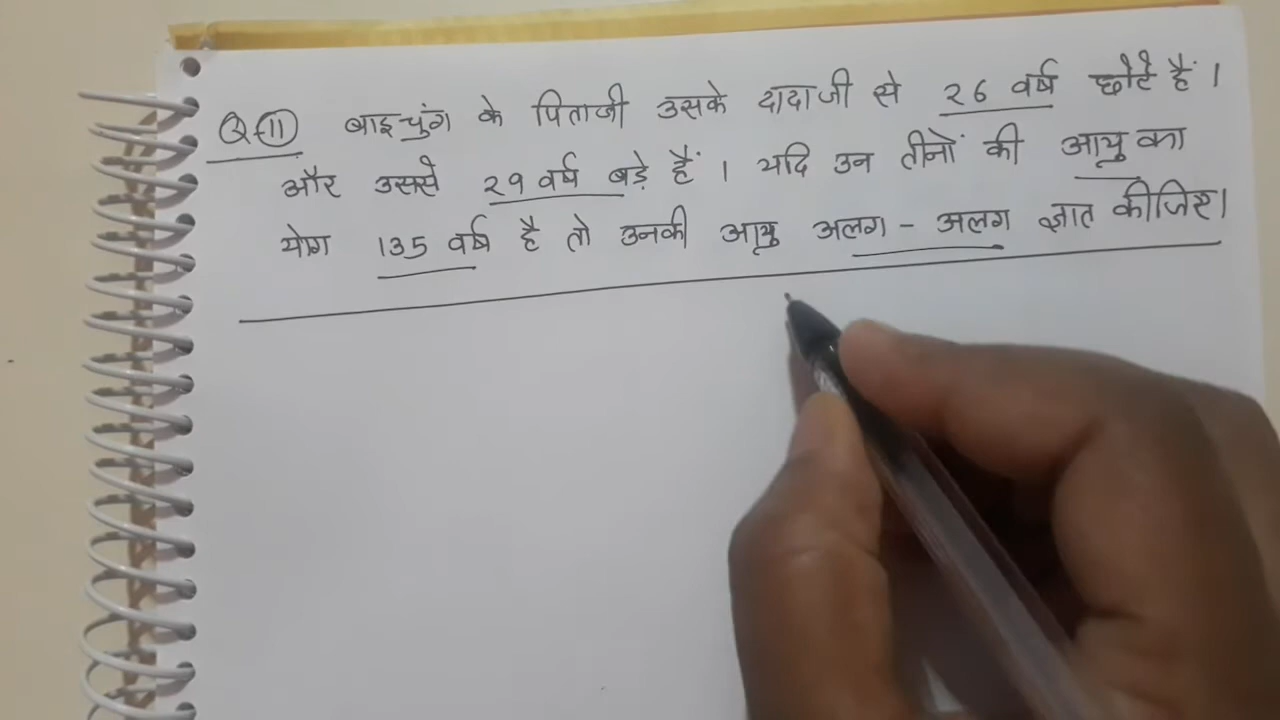 Q-11 बाइचुंग के पिताजी उसके दादाजी से 26 वर्ष छोटे हैं ।
और उससे 29 वर्ष बड़े हैं । यदि उन तीनों की आयु का
योग 135 वर्ष है तो उनकी आयु अलग - अलग ज्ञात कीजिए।